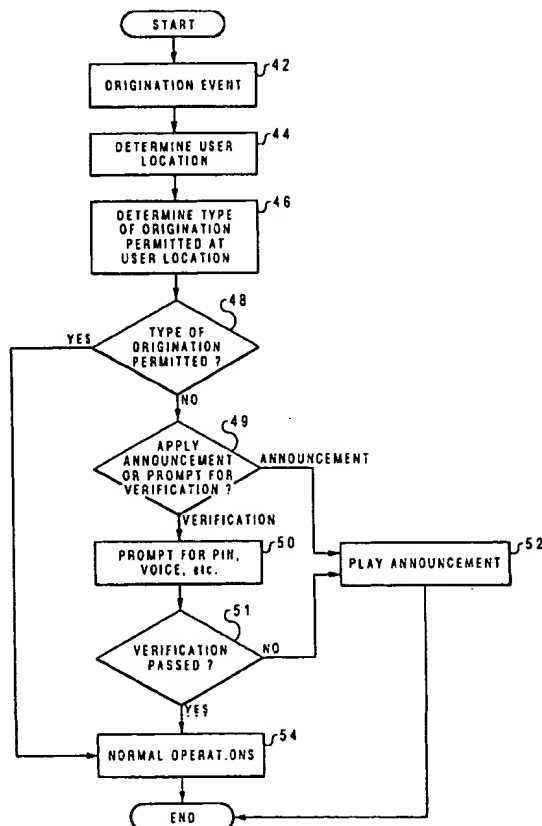 START
42
ORIGINATION EVENT
44
DETERMINE USER
LOCATION
46
DETERMINE TYPE
OF ORIGINATION
PERMITTED AT
USER LOCATION
48
YES
TYPE OF
ORIGINATION
PERMITTED ?
NO
49
APPLY
ANNOUNCEMENT
OR PROMPT FOR
VERIFICATION ?
ANNOUNCEMENT
VERIFICATION
50
PROMPT FOR PIN,
VOICE, etc.
52
PLAY ANNOUNCEMENT
51
VERIFICATION
PASSED ?
NO
YES
54
NORMAL OPERATIONS
END